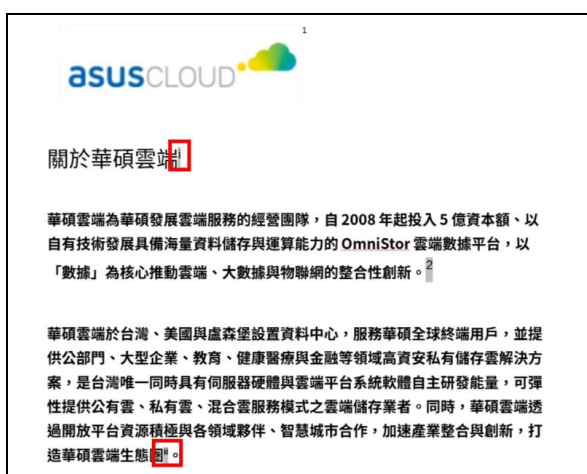 1
asusCLOUD
關於華碩雲端i
華碩雲端為華碩發展雲端服務的經營團隊，自 2008 年起投入 5 億資本額、以
自有技術發展具備海量資料儲存與運算能力的 OmniStor 雲端數據平台，以
「數據」為核心推動雲端、大數據與物聯網的整合性創新。2
華碩雲端於台灣、美國與盧森堡設置資料中心，服務華碩全球終端用戶，並提
供公部門、大型企業、教育、健康醫療與金融等領域高資安私有儲存雲解決方
案，是台灣唯一同時具有伺服器硬體與雲端平台系統軟體自主研發能量，可彈
性提供公有雲、私有雲、混合雲服務模式之雲端儲存業者。同時，華碩雲端透
過開放平台資源積極與各領域夥伴、智慧城市合作，加速產業整合與創新，打
造華碩雲端生態圈ii。